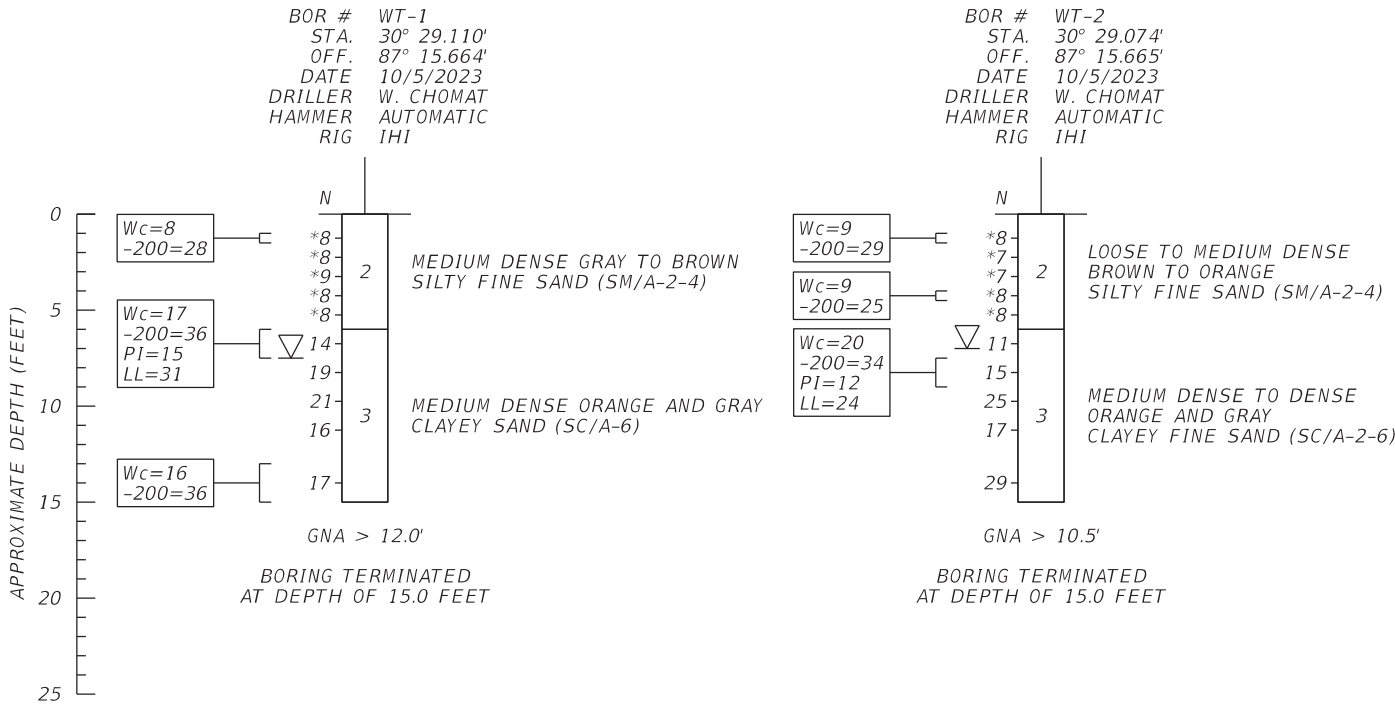 BOR # WT-1
STA. 30° 29.110'
OFF. 87° 15.664'
DATE 10/5/2023
DRILLER W. CHOMAT
HAMMER AUTOMATIC
RIG IHI
N
Wc=8
-200=28
*8
*8
*9
*8
*8
2
MEDIUM DENSE GRAY TO BROWN
SILTY FINE SAND (SM/A-2-4)
Wc=17
-200=36
PI=15
LL=31
14
19
21
16
17
3
MEDIUM DENSE ORANGE AND GRAY
CLAYEY SAND (SC/A-6)
Wc=16
-200=36
GNA > 12.0'
BORING TERMINATED
AT DEPTH OF 15.0 FEET
BOR # WT-2
STA. 30° 29.074'
OFF. 87° 15.665'
DATE 10/5/2023
DRILLER W. CHOMAT
HAMMER AUTOMATIC
RIG IHI
N
Wc=9
-200=29
Wc=9
-200=25
*8
*7
*7
*8
*8
2
LOOSE TO MEDIUM DENSE
BROWN TO ORANGE
SILTY FINE SAND (SM/A-2-4)
Wc=20
-200=34
PI=12
LL=24
11
15
25
17
29
3
MEDIUM DENSE TO DENSE
ORANGE AND GRAY
CLAYEY FINE SAND (SC/A-2-6)
GNA > 10.5'
BORING TERMINATED
AT DEPTH OF 15.0 FEET
APPROXIMATE DEPTH (FEET)
0
5
10
15
20
25